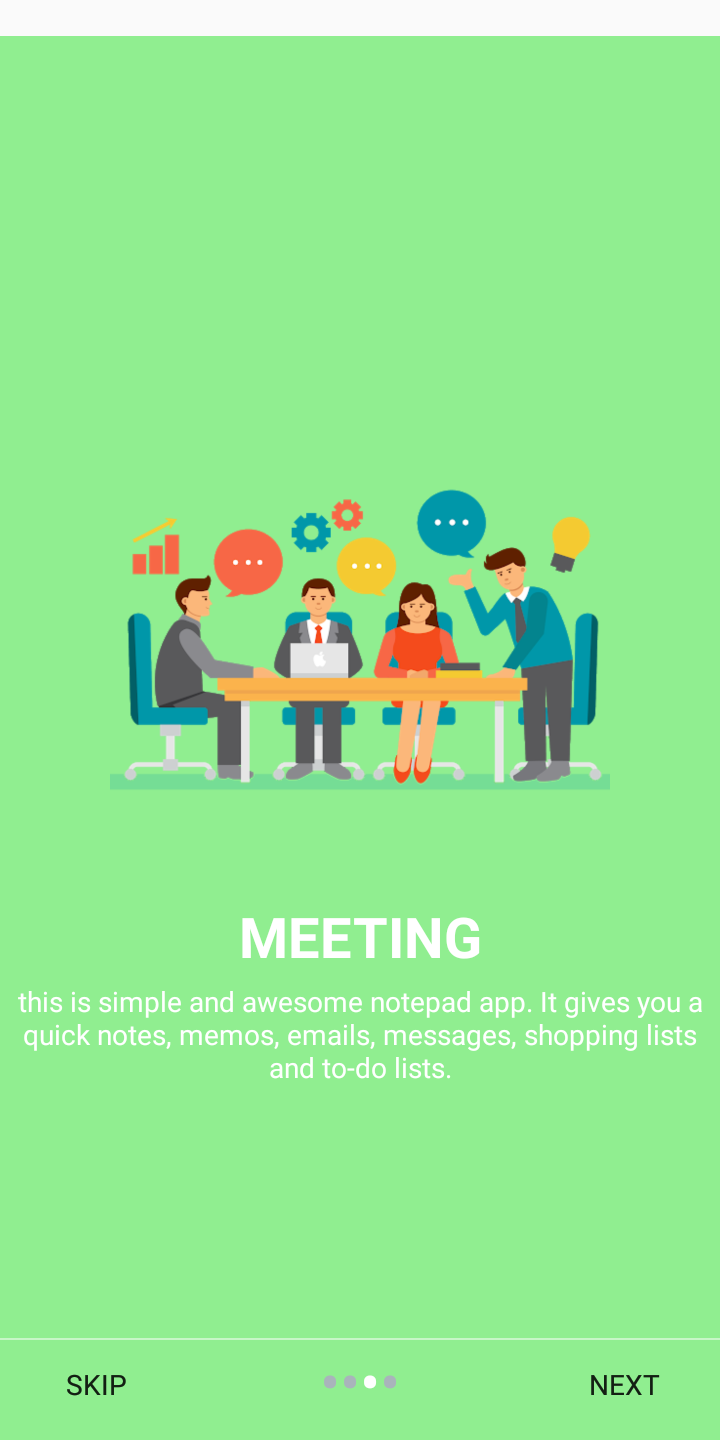 MEETING
this is simple and awesome notepad app. It gives you a
quick notes, memos, emails, messages, shopping lists
and to-do lists.
SKIP
NEXT